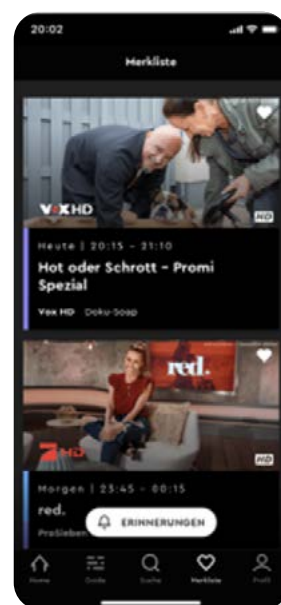 20:02
Merkliste
VOX HD
HD
Heute | 20:15 – 21:10
Hot oder Schrott – Promi
Spezial
Vox HD Doku-Soap
red.
HD
HD
Morgen | 23:45 – 00:15
red.
ProSieben
ERINNERUNGEN
Home Guide Suche Merkliste Profil